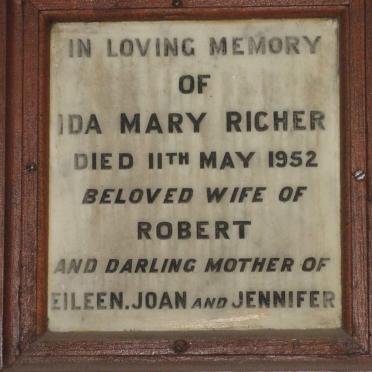 IN LOVING MEMORY
OF
IDA MARY RICHER
DIED 11TH MAY 1952
BELOVED WIFE OF
ROBERT
AND DARLING MOTHER OF
EILEEN. JOAN AND JENNIFER